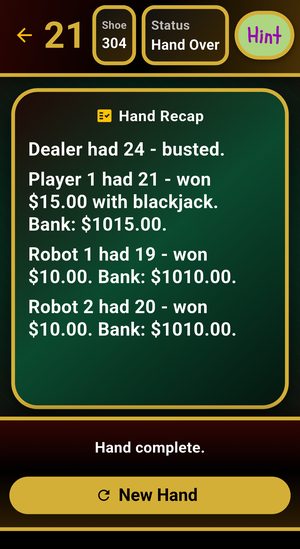 21
Shoe
304
Status
Hand Over
Hint
Hand Recap
Dealer had 24 - busted.
Player 1 had 21 - won
$15.00 with blackjack.
Bank: $1015.00.
Robot 1 had 19 - won
$10.00. Bank: $1010.00.
Robot 2 had 20 - won
$10.00. Bank: $1010.00.
Hand complete.
New Hand